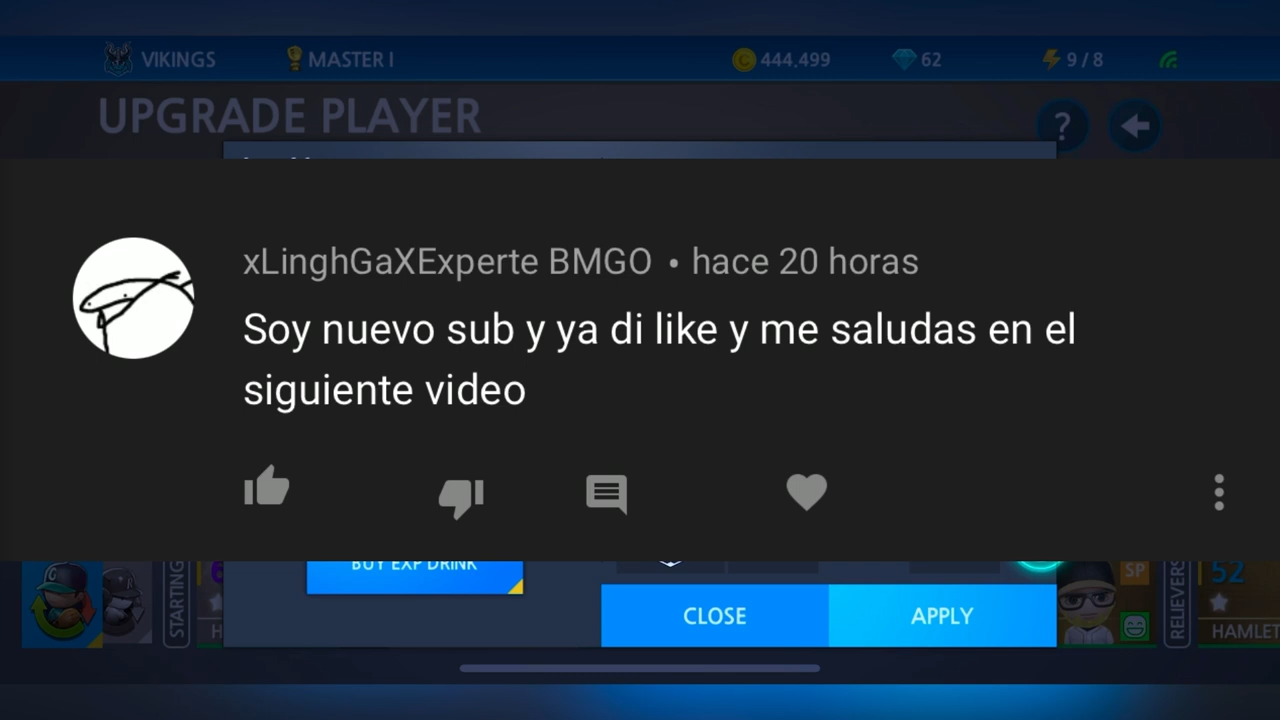 VIKINGS
MASTER I
444.499
62
9 / 8
UPGRADE PLAYER
?
xLinghGaXExperte BMGO • hace 20 horas
Soy nuevo sub y ya di like y me saludas en el
siguiente video
BUY EXP DRINK
SP
52
STARTING
RELIEVERS
CLOSE
APPLY
HAMLET